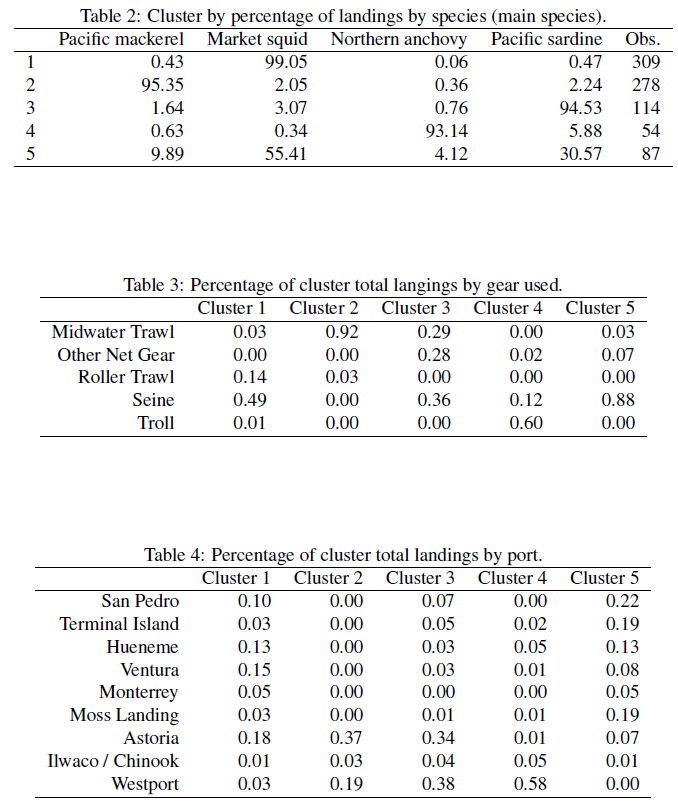 Table 2: Cluster by percentage of landings by species (main species).
Pacific mackerel Market squid Northern anchovy Pacific sardine Obs.
1 0.43 99.05 0.06 0.47 309
2 95.35 2.05 0.36 2.24 278
3 1.64 3.07 0.76 94.53 114
4 0.63 0.34 93.14 5.88 54
5 9.89 55.41 4.12 30.57 87
Table 3: Percentage of cluster total langings by gear used.
Cluster 1 Cluster 2 Cluster 3 Cluster 4 Cluster 5
Midwater Trawl 0.03 0.92 0.29 0.00 0.03
Other Net Gear 0.00 0.00 0.28 0.02 0.07
Roller Trawl 0.14 0.03 0.00 0.00 0.00
Seine 0.49 0.00 0.36 0.12 0.88
Troll 0.01 0.00 0.00 0.60 0.00
Table 4: Percentage of cluster total landings by port.
Cluster 1 Cluster 2 Cluster 3 Cluster 4 Cluster 5
San Pedro 0.10 0.00 0.07 0.00 0.22
Terminal Island 0.03 0.00 0.05 0.02 0.19
Hueneme 0.13 0.00 0.03 0.05 0.13
Ventura 0.15 0.00 0.03 0.01 0.08
Monterrey 0.05 0.00 0.00 0.00 0.05
Moss Landing 0.03 0.00 0.01 0.01 0.19
Astoria 0.18 0.37 0.34 0.01 0.07
Ilwaco / Chinook 0.01 0.03 0.04 0.05 0.01
Westport 0.03 0.19 0.38 0.58 0.00